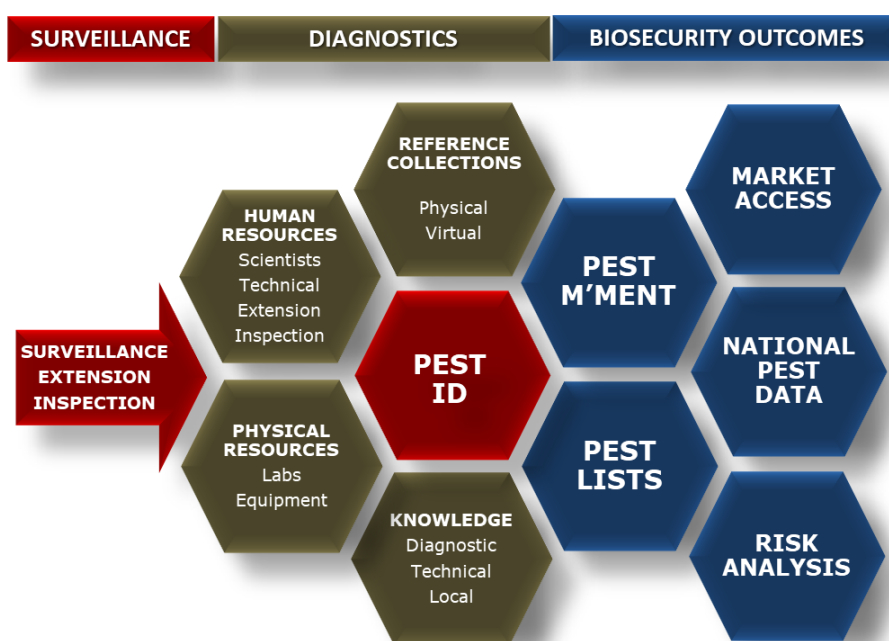 SURVEILLANCE
DIAGNOSTICS
BIOSECURITY OUTCOMES
REFERENCE
COLLECTIONS
Physical
Virtual
MARKET
ACCESS
HUMAN
RESOURCES
Scientists
Technical
Extension
Inspection
PEST
M'MENT
SURVEILLANCE
EXTENSION
INSPECTION
PEST
ID
NATIONAL
PEST
DATA
PHYSICAL
RESOURCES
Labs
Equipment
PEST
LISTS
KNOWLEDGE
Diagnostic
Technical
Local
RISK
ANALYSIS